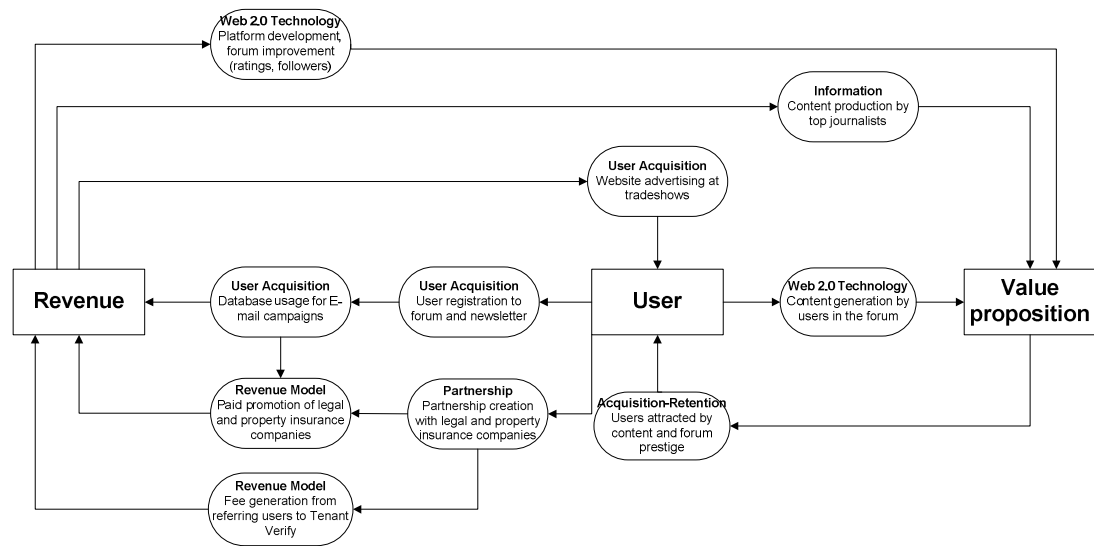 Web 2.0 Technology
Platform development,
forum improvement
(ratings, followers)
Information
Content production by
top journalists
User Acquisition
Website advertising at
tradeshows
Revenue
User Acquisition
Database usage for E-
mail campaigns
User Acquisition
User registration to
forum and newsletter
User
Web 2.0 Technology
Content generation by
users in the forum
Value
proposition
Revenue Model
Paid promotion of legal
and property insurance
companies
Partnership
Partnership creation
with legal and property
insurance companies
Acquisition-Retention
Users attracted by
content and forum
prestige
Revenue Model
Fee generation from
referring users to Tenant
Verify